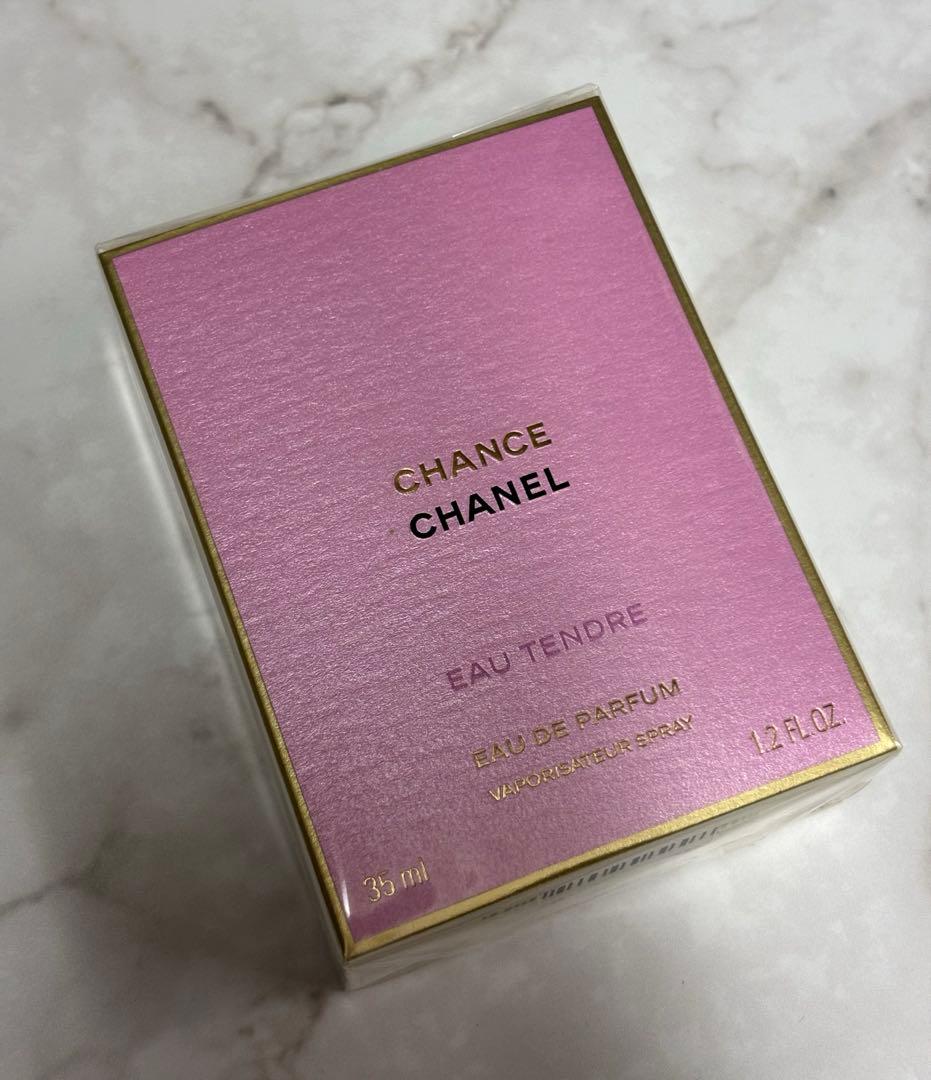 CHANCE
CHANEL
EAU TENDRE
EAU DE PARFUM
VAPORISATEUR SPRAY
35 ml
1.2 FL.OZ.